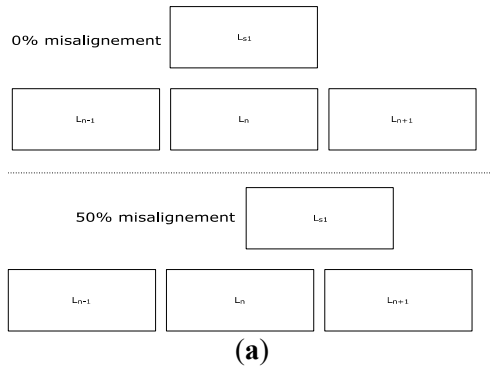 0% misalignement
Ls1
Ln-1 Ln Ln+1
50% misalignement
Ls1
Ln-1 Ln Ln+1
(a)